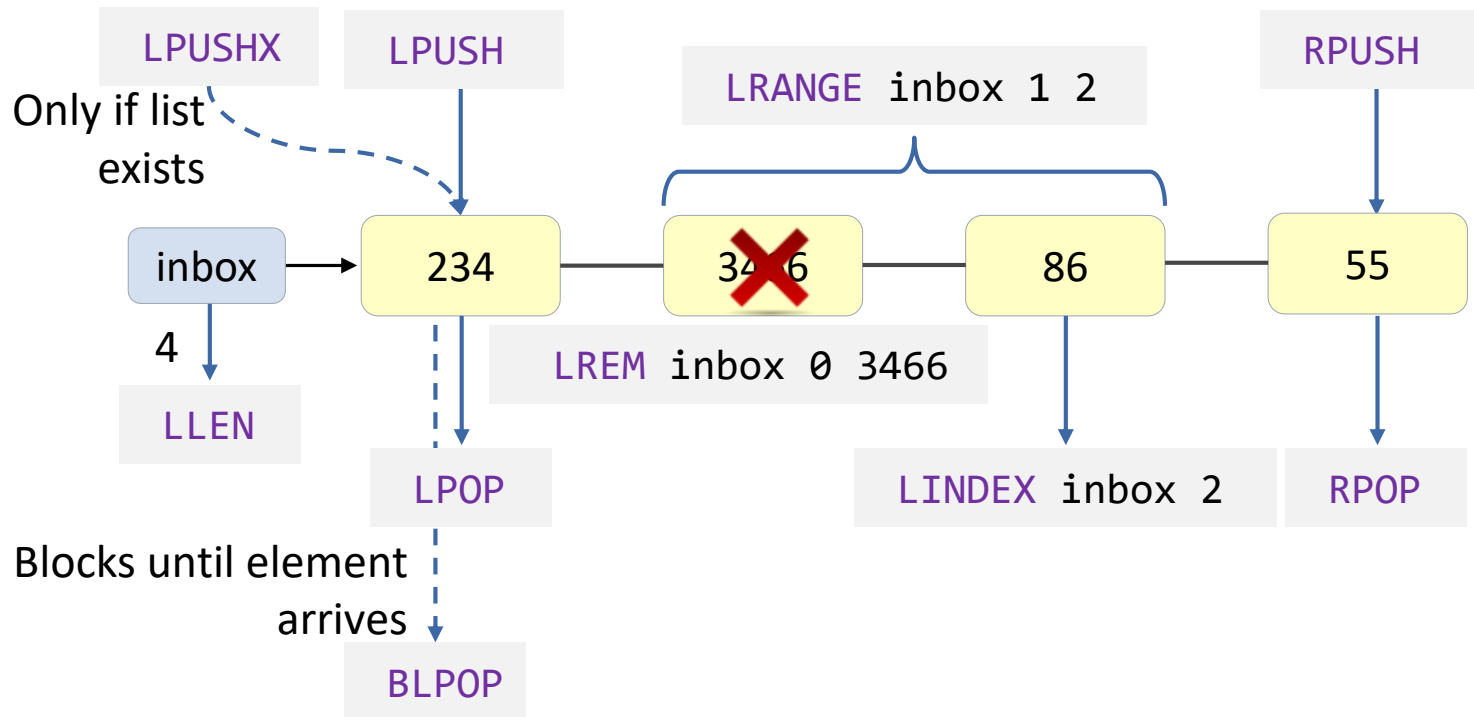 LPUSHX
LPUSH
RPUSH
LRANGE inbox 1 2
Only if list
exists
inbox
234
86
55
4
LREM inbox 0 3466
LLEN
LPOP
LINDEX inbox 2
RPOP
Blocks until element
arrives
BLPOP